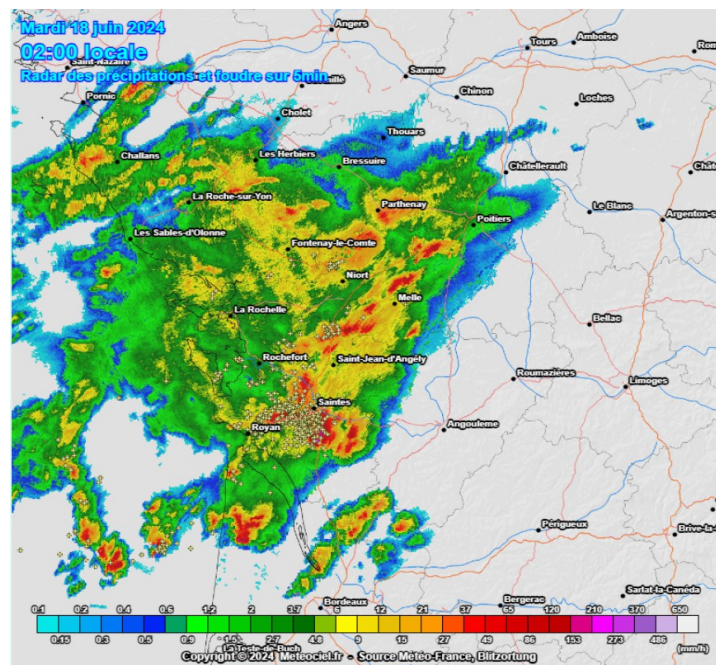 Mardi 18 juin 2024
02:00 locale
Radar des précipitations et foudre sur 5min
Angers
Amboise
Tours
Saint-Nazaire
Saumur
Pornic
Chinon
Loches
Cholet
Thouars
Challans
Les Herbiers
Bressuire
Châtellerault
La Roche-sur-Yon
Parthenay
Le Blanc
Poitiers
Argenton-s
Les Sables-d'Olonne
Fontenay-le-Comte
Niort
Melle
La Rochelle
Bellac
Rochefort
Saint-Jean-d'Angély
Roumazières
Limoges
Saintes
Royan
Angouleme
Périgueux
Brive-la-
Sarlat-la-Canéda
Bordeaux
Bergerac
0.1 0.2 0.4 0.6 1.2 2 3.7 6 12 21 37 65 120 210 370 650
0.15 0.3 0.5 0.9 1.5 2.7 4.8 9 15 27 49 86 153 273 486 (mm/h)
La Teste-de-Buch
Copyright © 2024 Meteociel.fr - Source Météo-France, Blitzortung